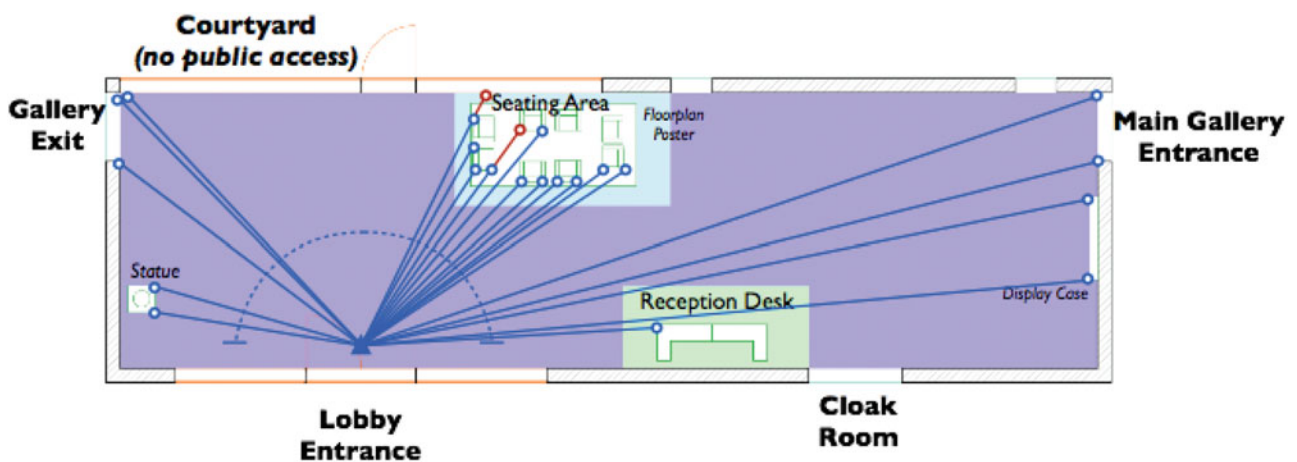 Courtyard
(no public access)
Gallery
Exit
Seating Area
Floorplan
Poster
Main Gallery
Entrance
Statue
Reception Desk
Display Case
Lobby
Entrance
Cloak
Room